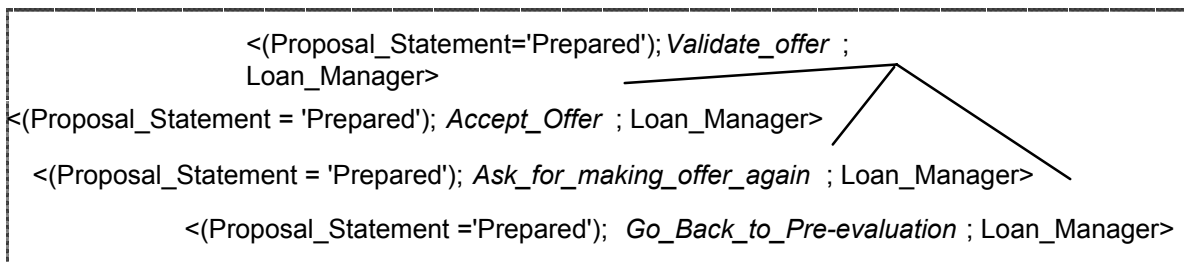 <(Proposal_Statement='Prepared'); Validate_offer ;
Loan_Manager>
<(Proposal_Statement = 'Prepared'); Accept_Offer ; Loan_Manager>
<(Proposal_Statement = 'Prepared'); Ask_for_making_offer_again ; Loan_Manager>
<(Proposal_Statement ='Prepared'); Go_Back_to_Pre-evaluation ; Loan_Manager>